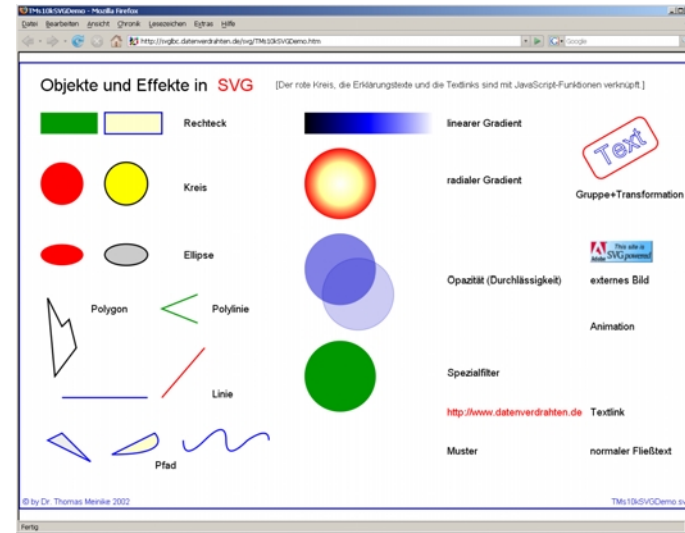 TMs10kSVGDemo - Mozilla Firefox
Datei Bearbeiten Ansicht Chronik Lesezeichen Extras Hilfe
http://svglbc.datenverdrahten.de/svg/TMs10kSVGDemo.htm
Google
Objekte und Effekte in SVG
[Der rote Kreis, die Erklärungstexte und die Textlinks sind mit JavaScript-Funktionen verknüpft.]
Rechteck
linearer Gradient
Text
Kreis
radialer Gradient
Gruppe+Transformation
Ellipse
This site is
SVG powered
Adobe
Opazität (Durchlässigkeit)
externes Bild
Polygon
Polylinie
Animation
Spezialfilter
Linie
http://www.datenverdrahten.de
Textlink
Pfad
Muster
normaler Fließtext
© by Dr. Thomas Meinike 2002
TMs10kSVGDemo.sv
Fertig